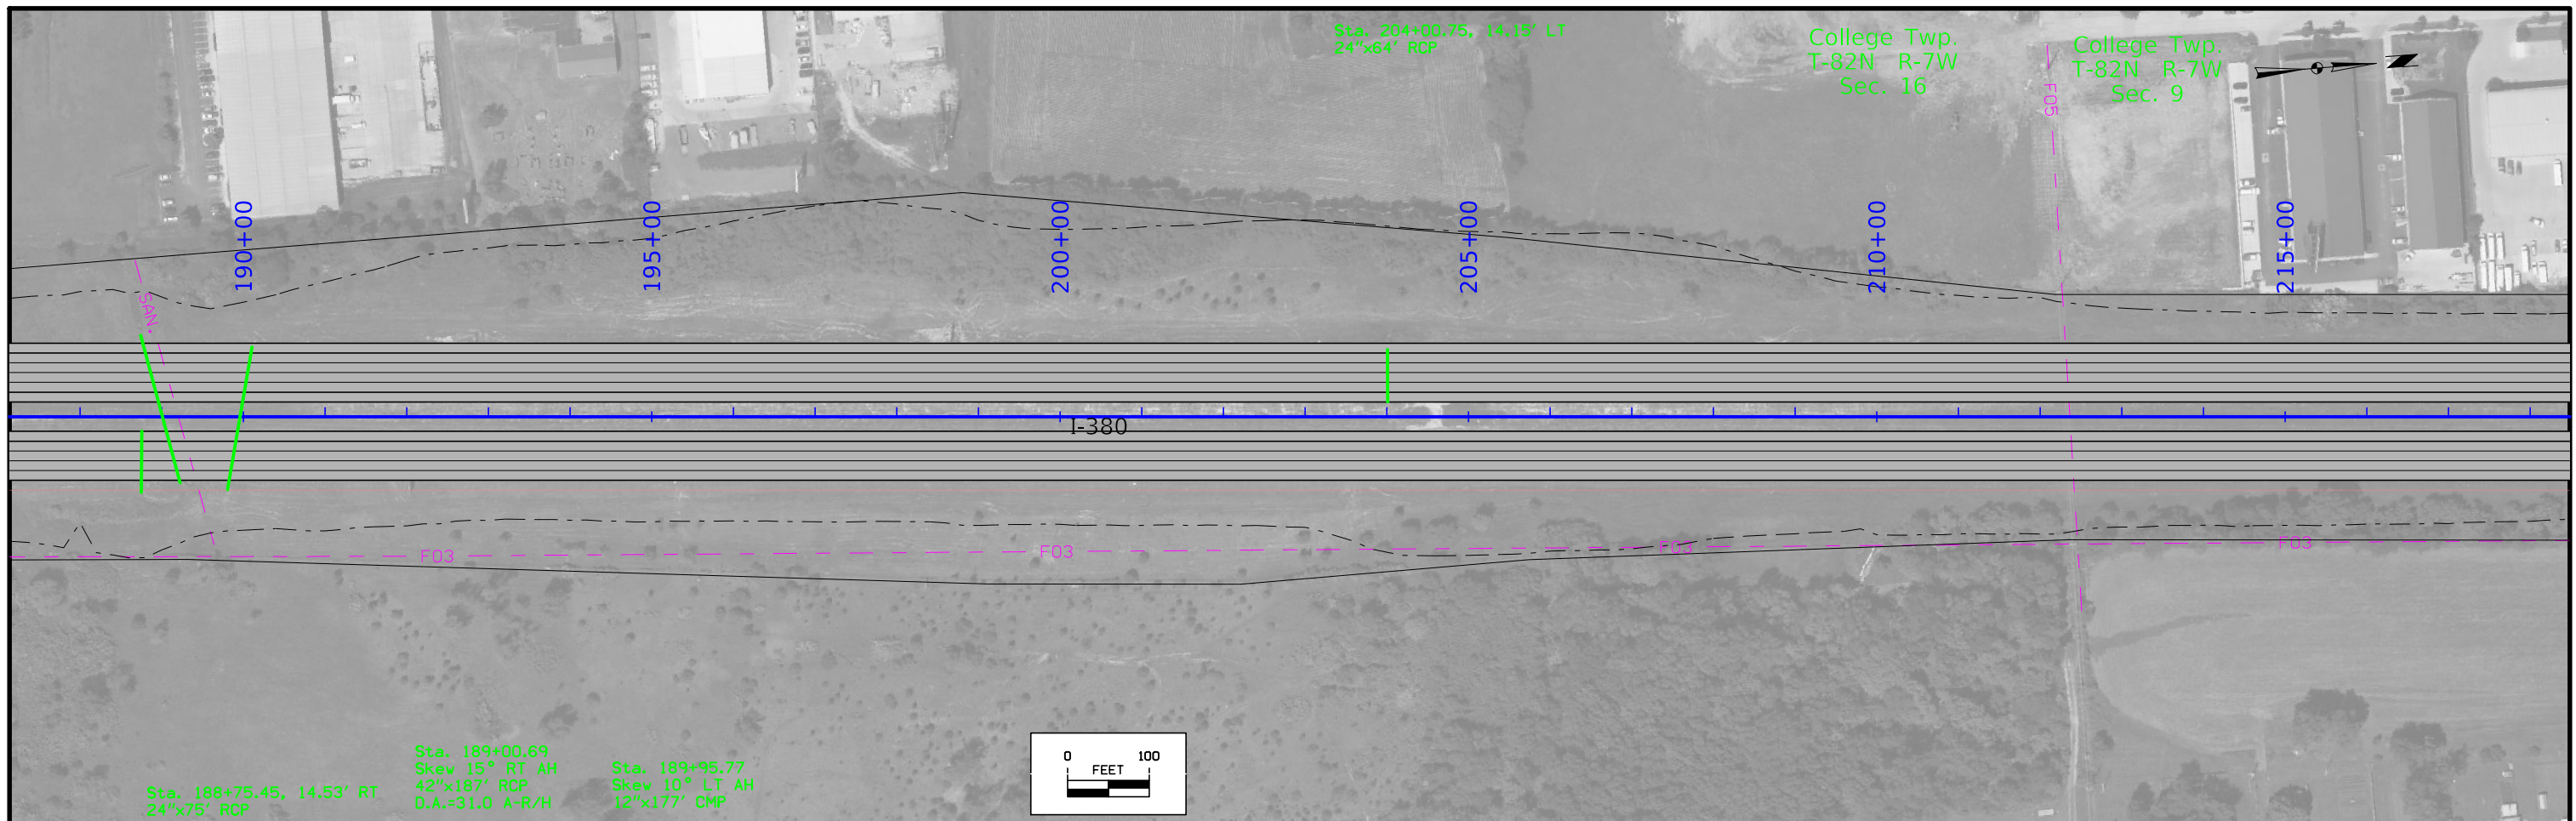 Sta. 204+00.75, 14.15' LT
24"x64' RCP
College Twp.
T-82N R-7W
Sec. 16
College Twp.
T-82N R-7W
Sec. 9
F05
190+00
195+00
200+00
205+00
210+00
215+00
SAN.
I-380
F03
F03
F03
F03
Sta. 188+75.45, 14.53' RT
24"x75' RCP
Sta. 189+00.69
Skew 15° RT AH
42"x187' RCP
D.A.=31.0 A-R/H
Sta. 189+95.77
Skew 10° LT AH
12"x177' CMP
0 100
FEET